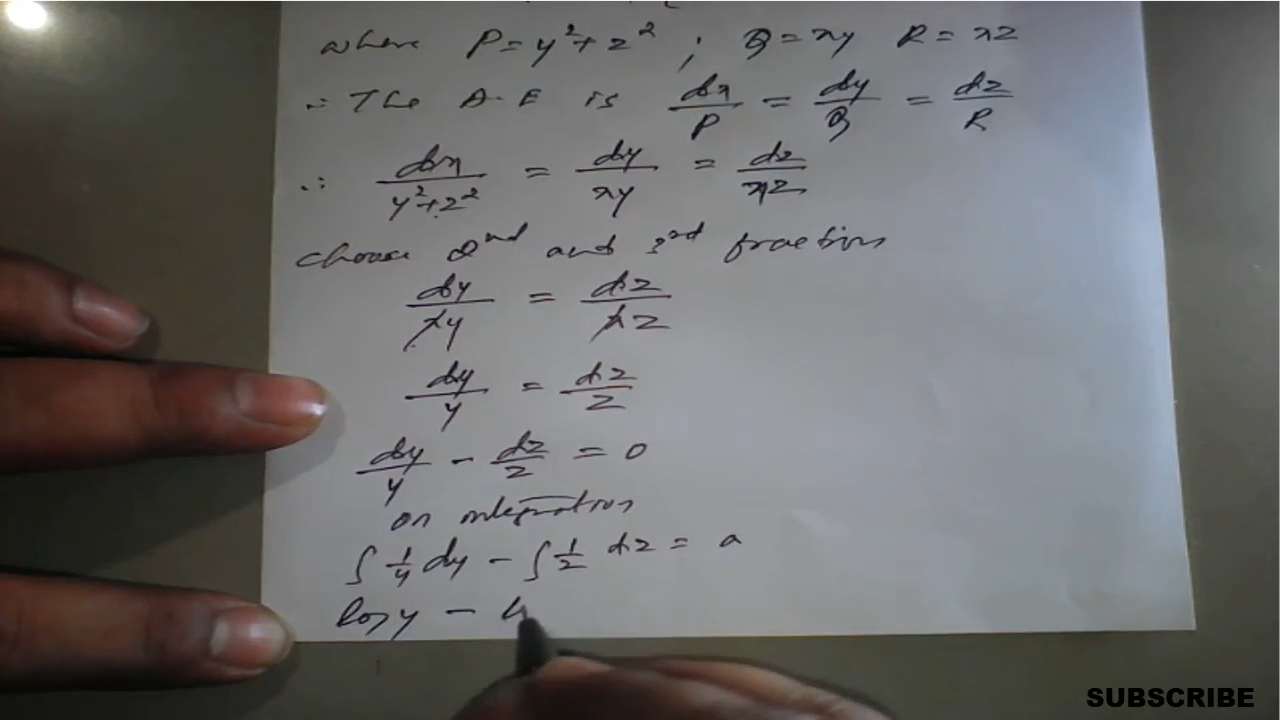 where P = y² + z² ; Q = xy R = xz
∴ The A.E is dx/P = dy/Q = dz/R
∴ dx/(y²+z²) = dy/xy = dz/xz
choose 2nd and 3rd fraction
dy/xy = dz/xz
dy/y = dz/z
dy/y - dz/z = 0
on integration
∫ 1/y dy - ∫ 1/z dz = a
log y -
SUBSCRIBE